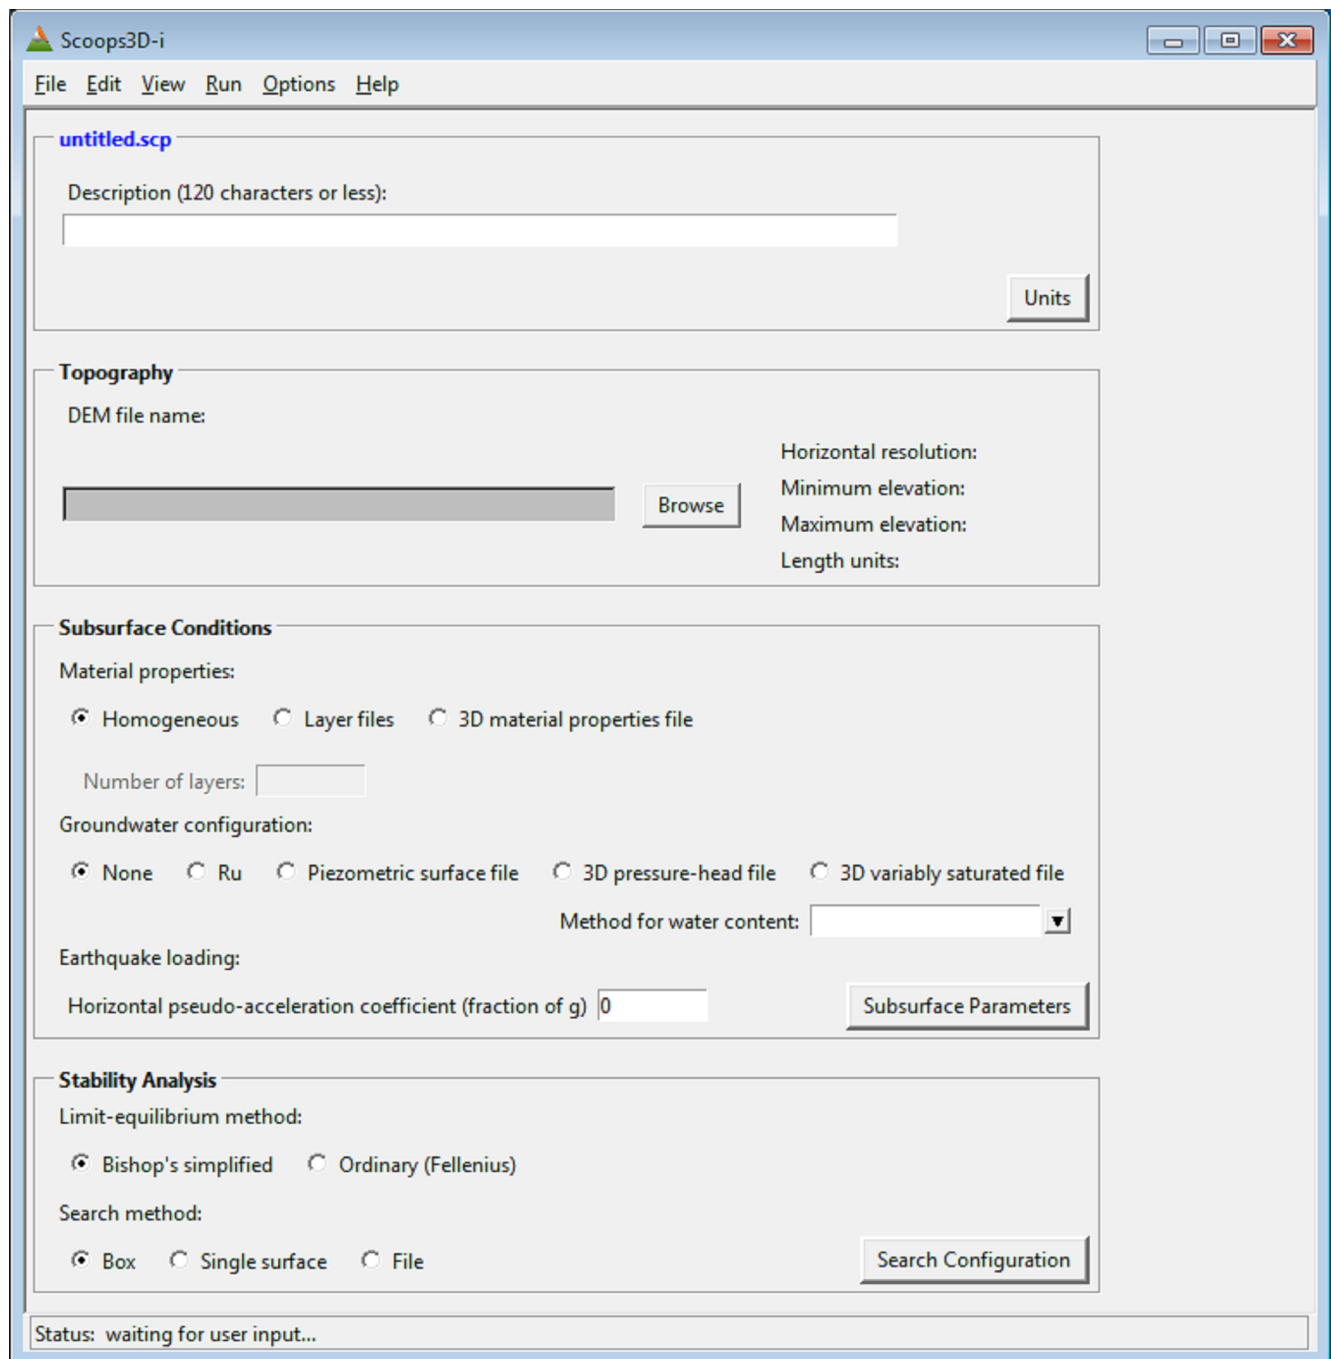 Scoops3D-i
File Edit View Run Options Help
untitled.scp
Description (120 characters or less):
Units
Topography
DEM file name:
Horizontal resolution:
Minimum elevation:
Browse
Maximum elevation:
Length units:
Subsurface Conditions
Material properties:
Homogeneous Layer files 3D material properties file
Number of layers:
Groundwater configuration:
None Ru Piezometric surface file 3D pressure-head file 3D variably saturated file
Method for water content:
Earthquake loading:
Horizontal pseudo-acceleration coefficient (fraction of g) 0 Subsurface Parameters
Stability Analysis
Limit-equilibrium method:
Bishop's simplified Ordinary (Fellenius)
Search method:
Box Single surface File Search Configuration
Status: waiting for user input...